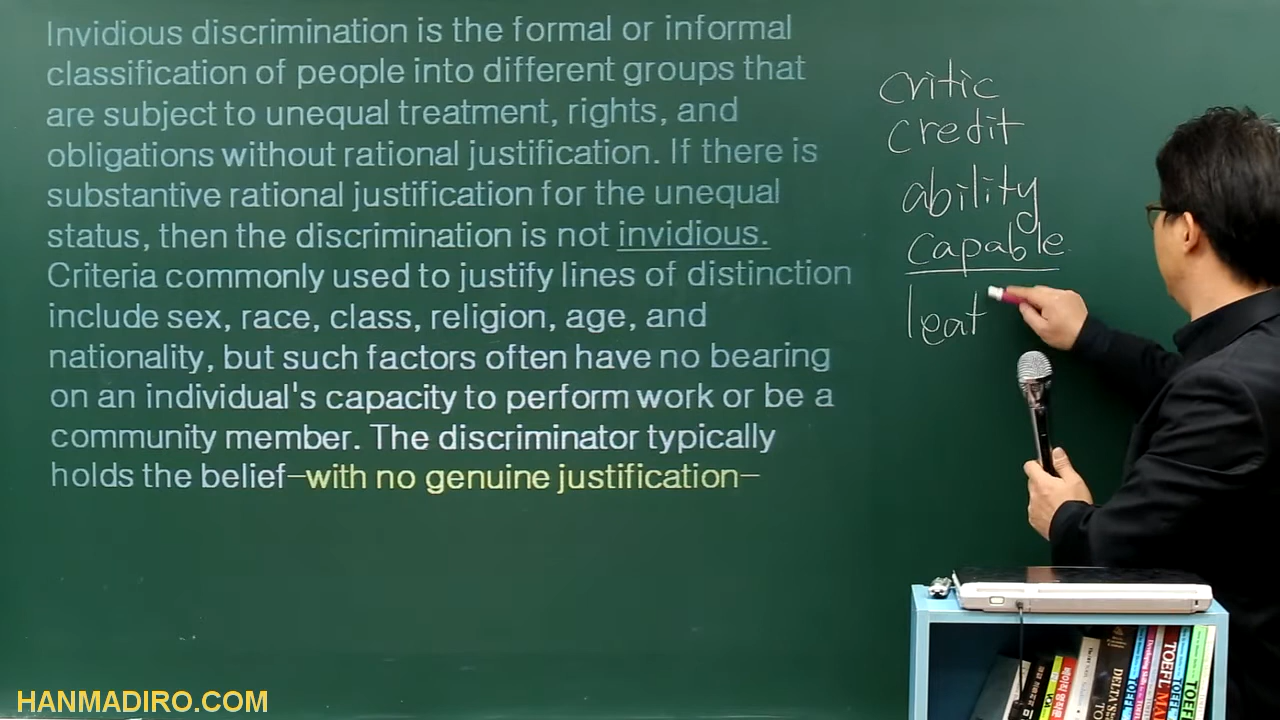 Invidious discrimination is the formal or informal
classification of people into different groups that
are subject to unequal treatment, rights, and
obligations without rational justification. If there is
substantive rational justification for the unequal
status, then the discrimination is not invidious.
Criteria commonly used to justify lines of distinction
include sex, race, class, religion, age, and
nationality, but such factors often have no bearing
on an individual's capacity to perform work or be a
community member. The discriminator typically
holds the belief—with no genuine justification—
critic
credit
ability
capable
leat
TOEFL
TOEFL MA
TOEFL
TOEFL
DELTA'S
HANMADIRO.COM